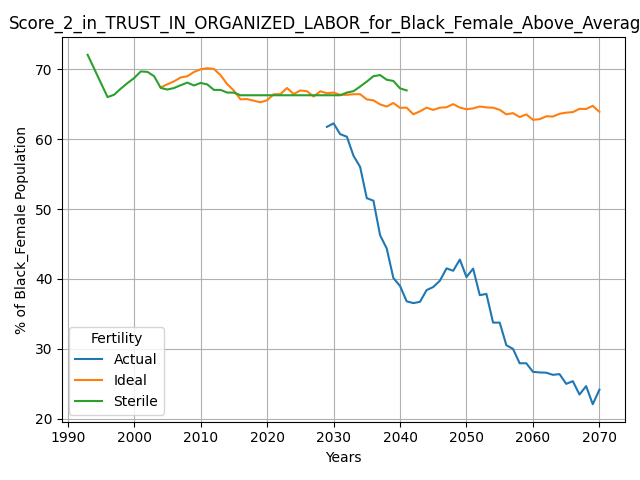 Score_2_in_TRUST_IN_ORGANIZED_LABOR_for_Black_Female_Above_Averag
% of Black_Female Population
70
60
50
40
30
20
Fertility
Actual
Ideal
Sterile
1990 2000 2010 2020 2030 2040 2050 2060 2070
Years